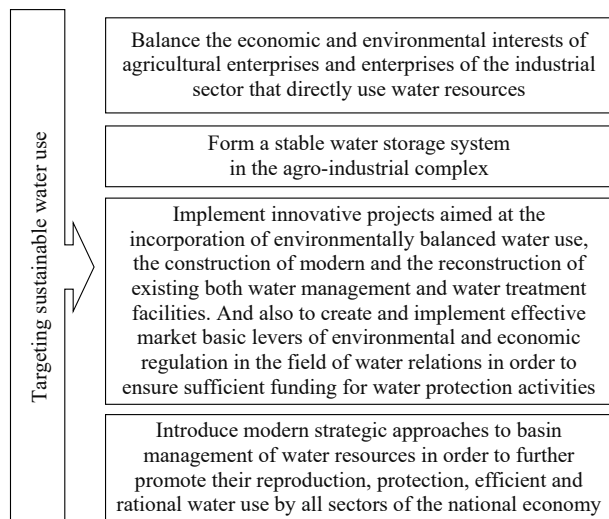 Targeting sustainable water use
Balance the economic and environmental interests of
agricultural enterprises and enterprises of the industrial
sector that directly use water resources
Form a stable water storage system
in the agro-industrial complex
Implement innovative projects aimed at the
incorporation of environmentally balanced water use,
the construction of modern and the reconstruction of
existing both water management and water treatment
facilities. And also to create and implement effective
market basic levers of environmental and economic
regulation in the field of water relations in order to
ensure sufficient funding for water protection activities
Introduce modern strategic approaches to basin
management of water resources in order to further
promote their reproduction, protection, efficient and
rational water use by all sectors of the national economy